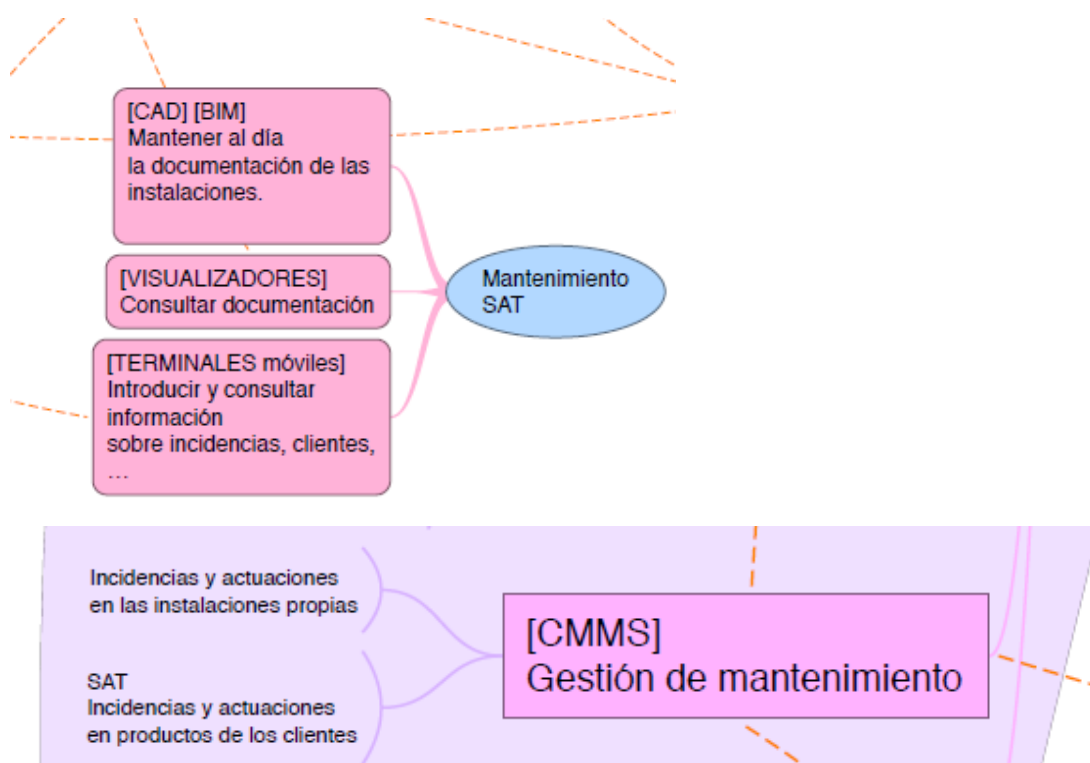 [CAD] [BIM]
Mantener al día
la documentación de las
instalaciones.
[VISUALIZADORES]
Consultar documentación
[TERMINALES móviles]
Introducir y consultar
información
sobre incidencias, clientes,
…
Mantenimiento
SAT
Incidencias y actuaciones
en las instalaciones propias
SAT
Incidencias y actuaciones
en productos de los clientes
[CMMS]
Gestión de mantenimiento